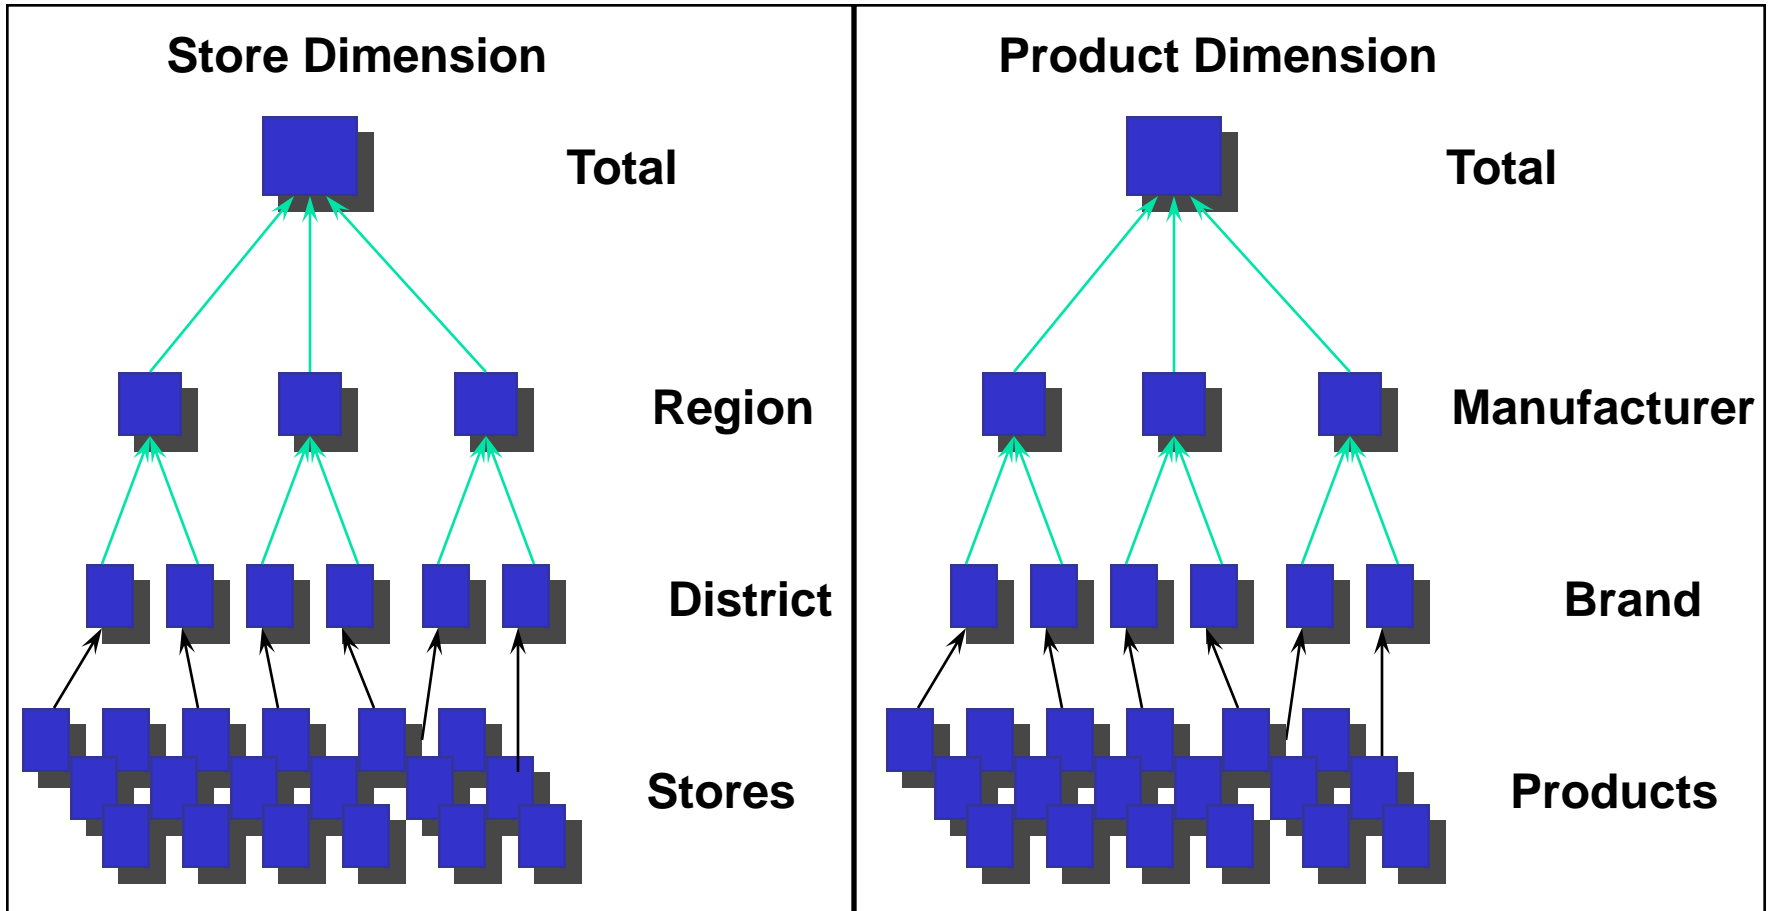 Store Dimension
Total
Region
District
Stores
Product Dimension
Total
Manufacturer
Brand
Products